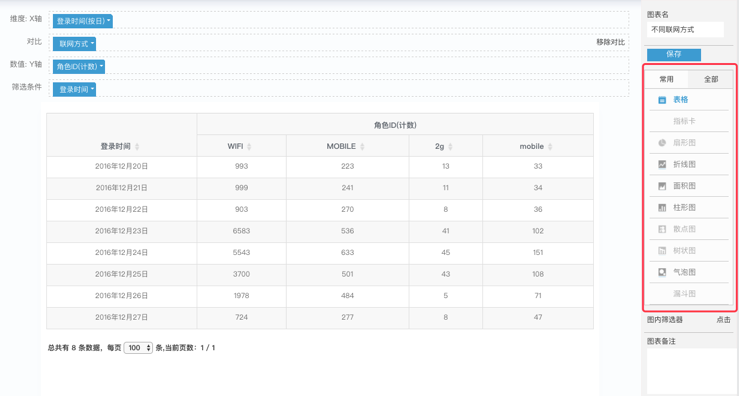 维度: X轴
登录时间(按日)
对比
联网方式
移除对比
数值: Y轴
角色ID(计数)
筛选条件
登录时间
登录时间 角色ID(计数)
WIFI MOBILE 2g mobile
2016年12月20日 993 223 13 33
2016年12月21日 999 241 11 34
2016年12月22日 903 270 8 36
2016年12月23日 6583 536 41 102
2016年12月24日 5543 633 45 151
2016年12月25日 3700 501 43 108
2016年12月26日 1978 484 5 71
2016年12月27日 724 277 8 47
总共有 8 条数据，每页 100 条,当前页数：1 / 1
图表名
不同联网方式
保存
常用 全部
表格
指标卡
扇形图
折线图
面积图
柱形图
散点图
树状图
气泡图
漏斗图
图内筛选器 点击
图表备注